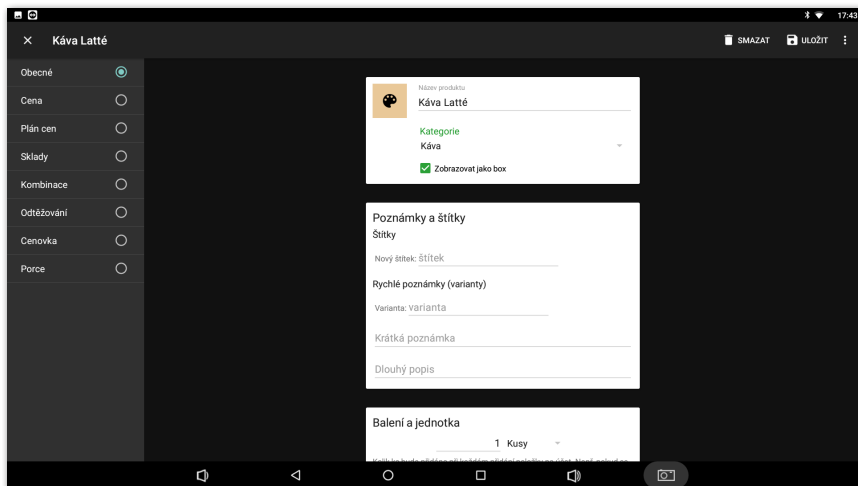 17:43
Káva Latté
SMAZAT
ULOŽIT
Obecné
Cena
Plán cen
Sklady
Kombinace
Odtěžování
Cenovka
Porce
Název produktu
Káva Latté
Kategorie
Káva
Zobrazovat jako box
Poznámky a štítky
Štítky
Nový štítek: štítek
Rychlé poznámky (varianty)
Varianta: varianta
Krátká poznámka
Dlouhý popis
Balení a jednotka
1 Kusy